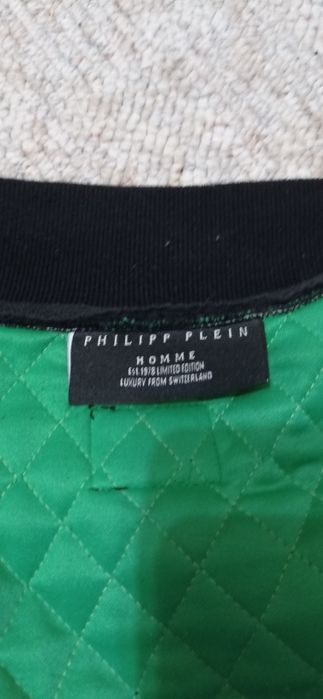 PHILIPP PLEIN
HOMME
EST. 1978 LIMITED EDITION
LUXURY FROM SWITZERLAND